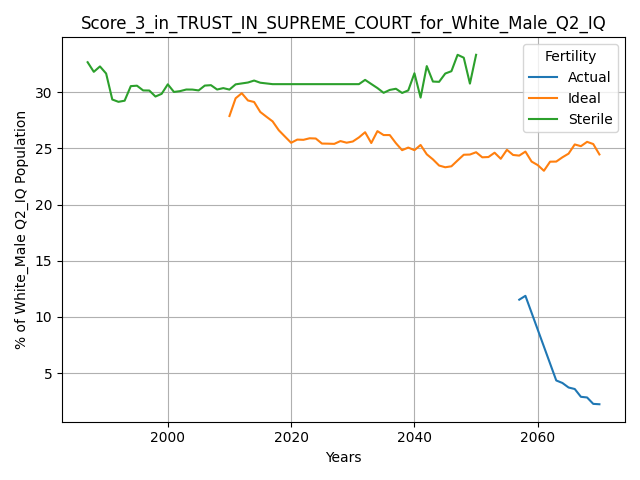 Score_3_in_TRUST_IN_SUPREME_COURT_for_White_Male_Q2_IQ
Fertility
Actual
Ideal
Sterile
% of White_Male Q2_IQ Population
30
25
20
15
10
5
2000 2020 2040 2060
Years